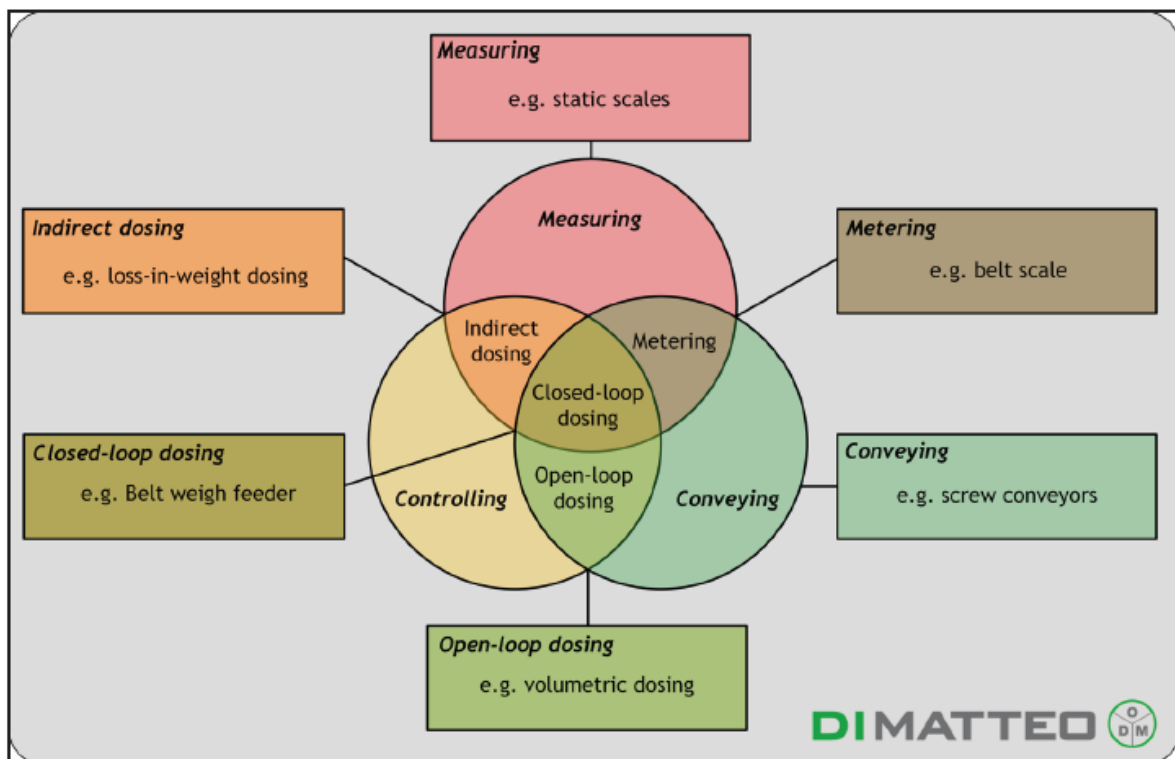 Measuring
e.g. static scales
Indirect dosing
e.g. loss-in-weight dosing
Measuring
Metering
e.g. belt scale
Indirect
dosing
Metering
Closed-loop
dosing
Closed-loop dosing
e.g. Belt weigh feeder
Controlling
Open-loop
dosing
Conveying
Conveying
e.g. screw conveyors
Open-loop dosing
e.g. volumetric dosing
DIMATTEO
O
D M